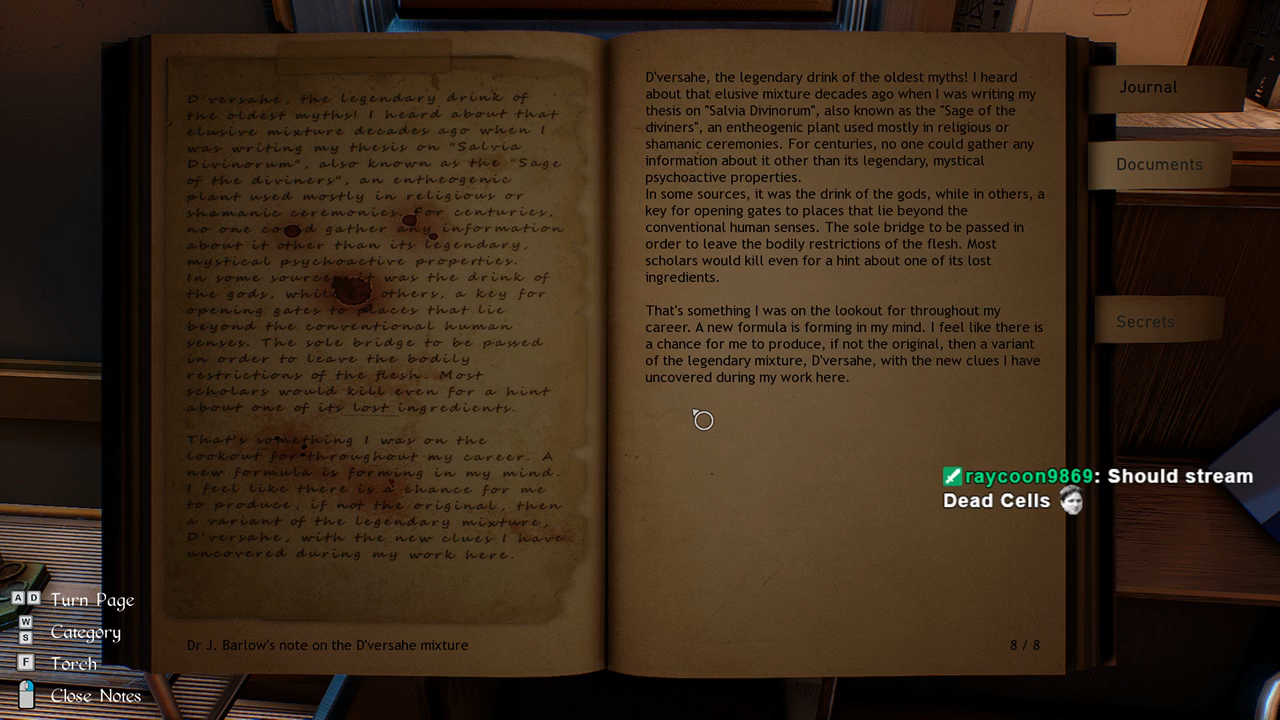 D'versahe, the legendary drink of
the oldest myths! I heard about that
elusive mixture decades ago when I
was writing my thesis on "Salvia
Divinorum", also known as the "Sage
of the diviners", an entheogenic
plant used mostly in religious or
shamanic ceremonies. For centuries,
no one could gather any information
about it other than its legendary,
mystical psychoactive properties.
In some sources, it was the drink of
the gods, while in others, a key for
opening gates to places that lie
beyond the conventional human
senses. The sole bridge to be passed
in order to leave the bodily
restrictions of the flesh. Most
scholars would kill even for a hint
about one of its lost ingredients.
That's something I was on the
lookout for throughout my career. A
new formula is forming in my mind.
I feel like there is a chance for me
to produce, if not the original, then
a variant of the legendary mixture,
D'versahe, with the new clues I have
uncovered during my work here.
Dr J. Barlow's note on the D'versahe mixture
D'versahe, the legendary drink of the oldest myths! I heard
about that elusive mixture decades ago when I was writing my
thesis on "Salvia Divinorum", also known as the "Sage of the
diviners", an entheogenic plant used mostly in religious or
shamanic ceremonies. For centuries, no one could gather any
information about it other than its legendary, mystical
psychoactive properties.
In some sources, it was the drink of the gods, while in others, a
key for opening gates to places that lie beyond the
conventional human senses. The sole bridge to be passed in
order to leave the bodily restrictions of the flesh. Most
scholars would kill even for a hint about one of its lost
ingredients.
That's something I was on the lookout for throughout my
career. A new formula is forming in my mind. I feel like there is
a chance for me to produce, if not the original, then a variant
of the legendary mixture, D'versahe, with the new clues I have
uncovered during my work here.
8 / 8
Journal
Documents
Secrets
raycoon9869: Should stream
Dead Cells
A D Turn Page
W S Category
F Torch
Close Notes